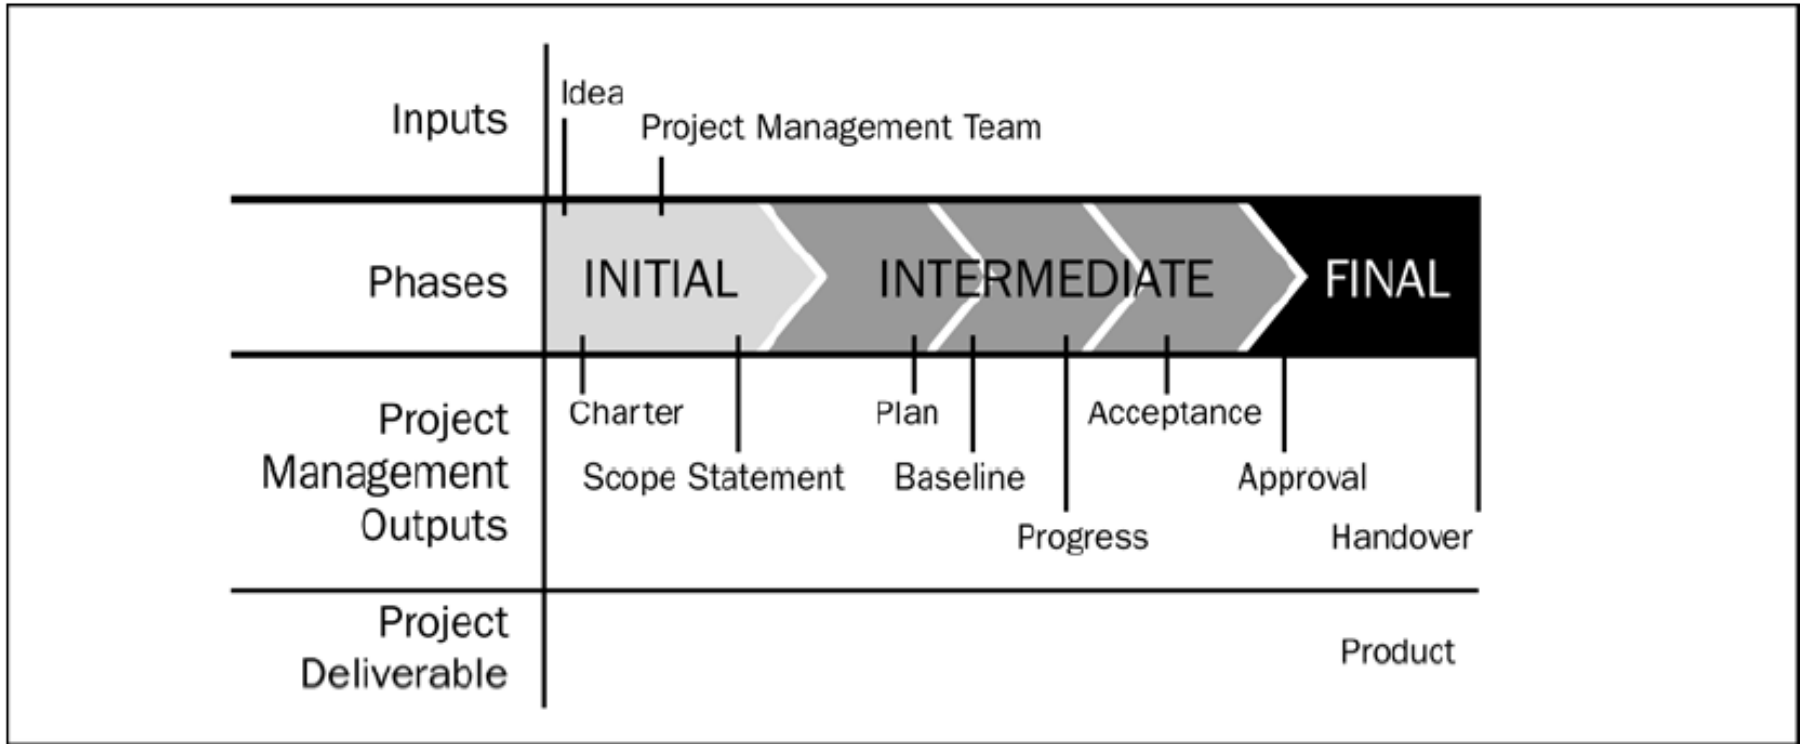 Inputs
Idea
Project Management Team
Phases
INITIAL
INTERMEDIATE
FINAL
Project
Management
Outputs
Charter
Plan
Acceptance
Scope Statement
Baseline
Approval
Progress
Handover
Project
Deliverable
Product